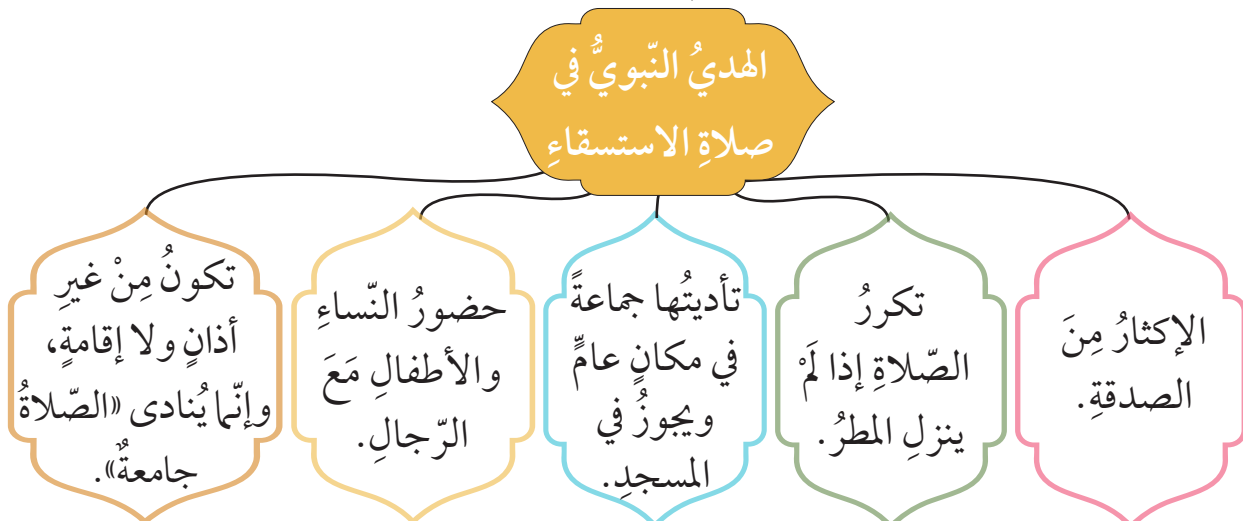 الهديُ النّبويُّ في
صلاةِ الاستسقاءِ
الإكثارُ مِنَ
الصدقةِ.
تكررُ
الصّلاةِ إذا لَمْ
ينزلِ المطرُ.
تأديتُها جماعةً
في مكانٍ عامٍّ
ويجوزُ في
المسجدِ.
حضورُ النّساءِ
والأطفالِ مَعَ
الرّجالِ.
تكونُ مِنْ غيرِ
أذانٍ ولا إقامةٍ،
وإنّما يُنادى «الصّلاةُ
جامعةٌ».